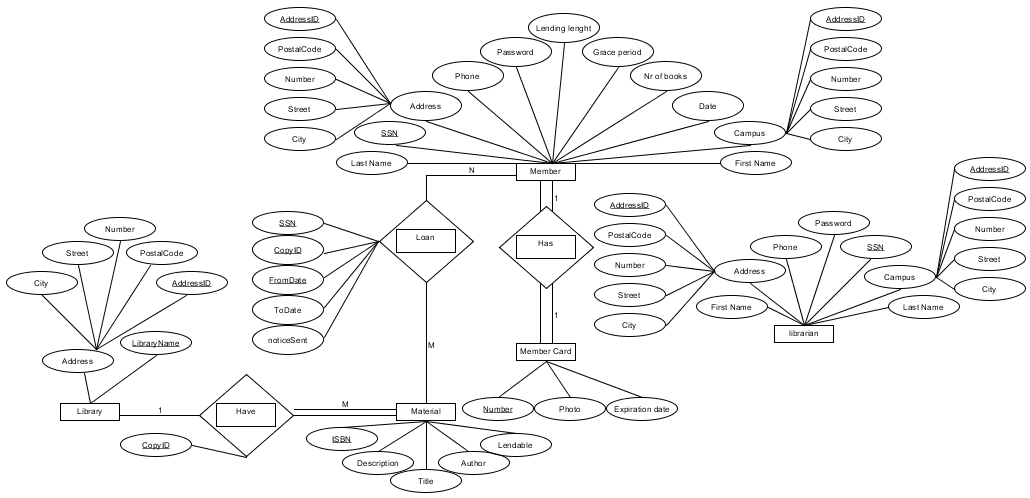 AddressID
PostalCode
Number
Street
City
Address
SSN
Last Name
Phone
Password
Lending lenght
Grace period
Nr of books
Date
Campus
First Name
AddressID
PostalCode
Number
Street
City
Member
N
1
Loan
SSN
CopyID
FromDate
ToDate
noticeSent
M
Has
1
Member Card
Number
Photo
Expiration date
AddressID
PostalCode
Number
Street
City
Address
First Name
Phone
Password
SSN
Campus
Last Name
librarian
AddressID
PostalCode
Number
Street
City
City
Street
Number
PostalCode
AddressID
Address
LibraryName
Library
1
Have
CopyID
M
Material
ISBN
Description
Title
Author
Lendable